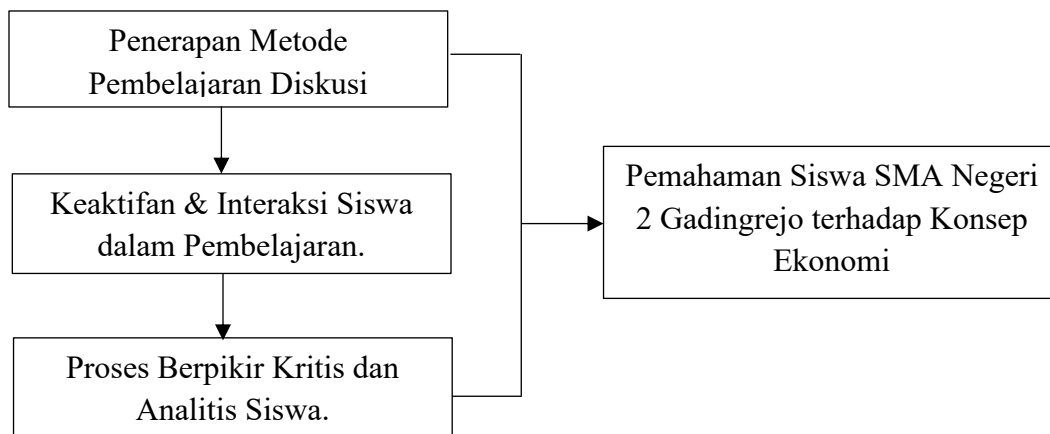 Penerapan Metode
Pembelajaran Diskusi
Keaktifan & Interaksi Siswa
dalam Pembelajaran.
Proses Berpikir Kritis dan
Analitis Siswa.
Pemahaman Siswa SMA Negeri
2 Gadingrejo terhadap Konsep
Ekonomi